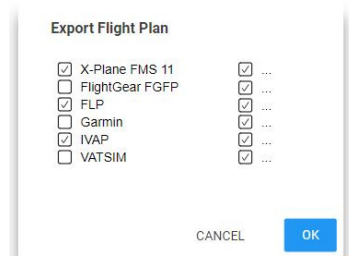 Export Flight Plan
X-Plane FMS 11 ...
FlightGear FGFP ...
FLP ...
Garmin ...
IVAP ...
VATSIM ...
CANCEL OK